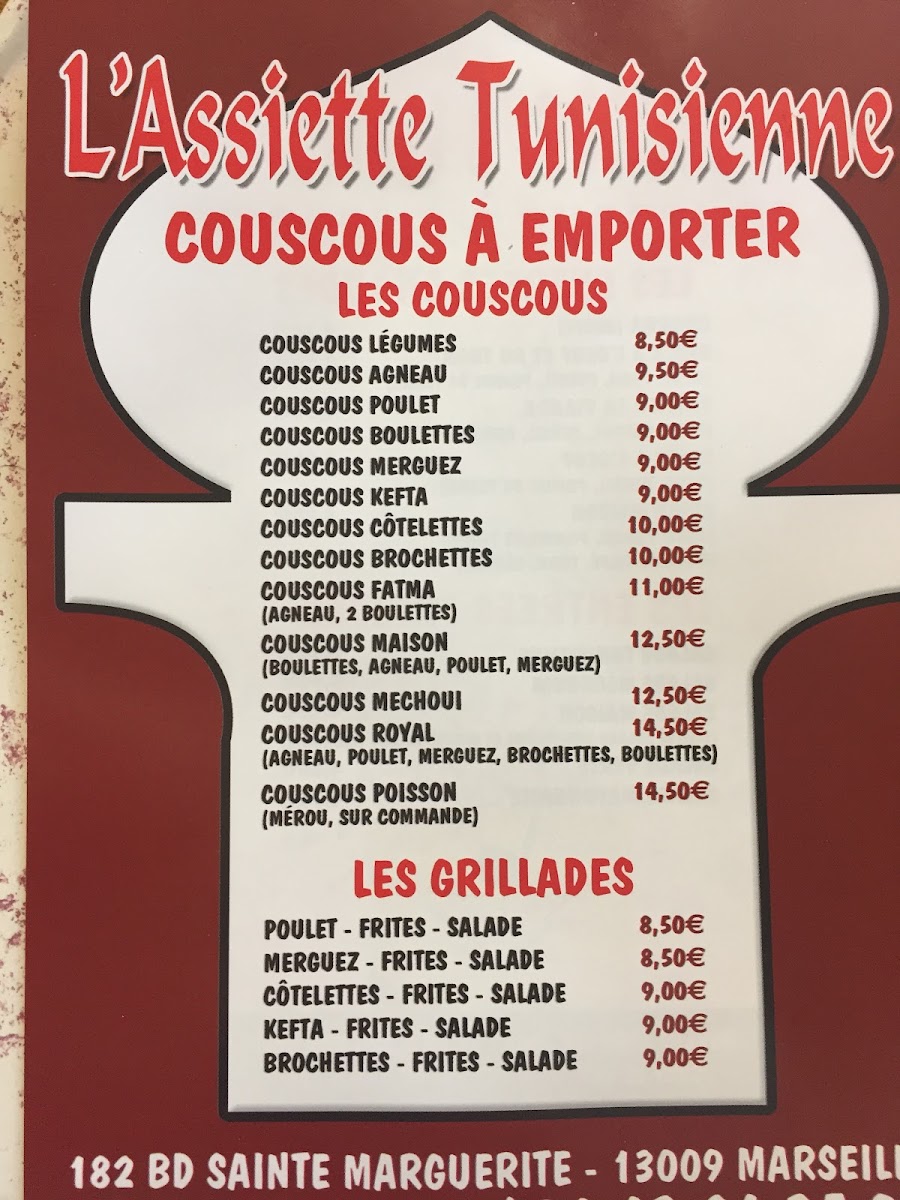 L'Assiette Tunisienne
COUSCOUS À EMPORTER
LES COUSCOUS
COUSCOUS LÉGUMES 8,50€
COUSCOUS AGNEAU 9,50€
COUSCOUS POULET 9,00€
COUSCOUS BOULETTES 9,00€
COUSCOUS MERGUEZ 9,00€
COUSCOUS KEFTA 9,00€
COUSCOUS CÔTELETTES 10,00€
COUSCOUS BROCHETTES 10,00€
COUSCOUS FATMA 11,00€
(AGNEAU, 2 BOULETTES)
COUSCOUS MAISON 12,50€
(BOULETTES, AGNEAU, POULET, MERGUEZ)
COUSCOUS MECHOUI 12,50€
COUSCOUS ROYAL 14,50€
(AGNEAU, POULET, MERGUEZ, BROCHETTES, BOULETTES)
COUSCOUS POISSON 14,50€
(MÉROU, SUR COMMANDE)
LES GRILLADES
POULET - FRITES - SALADE 8,50€
MERGUEZ - FRITES - SALADE 8,50€
CÔTELETTES - FRITES - SALADE 9,00€
KEFTA - FRITES - SALADE 9,00€
BROCHETTES - FRITES - SALADE 9,00€
182 BD SAINTE MARGUERITE - 13009 MARSEIL